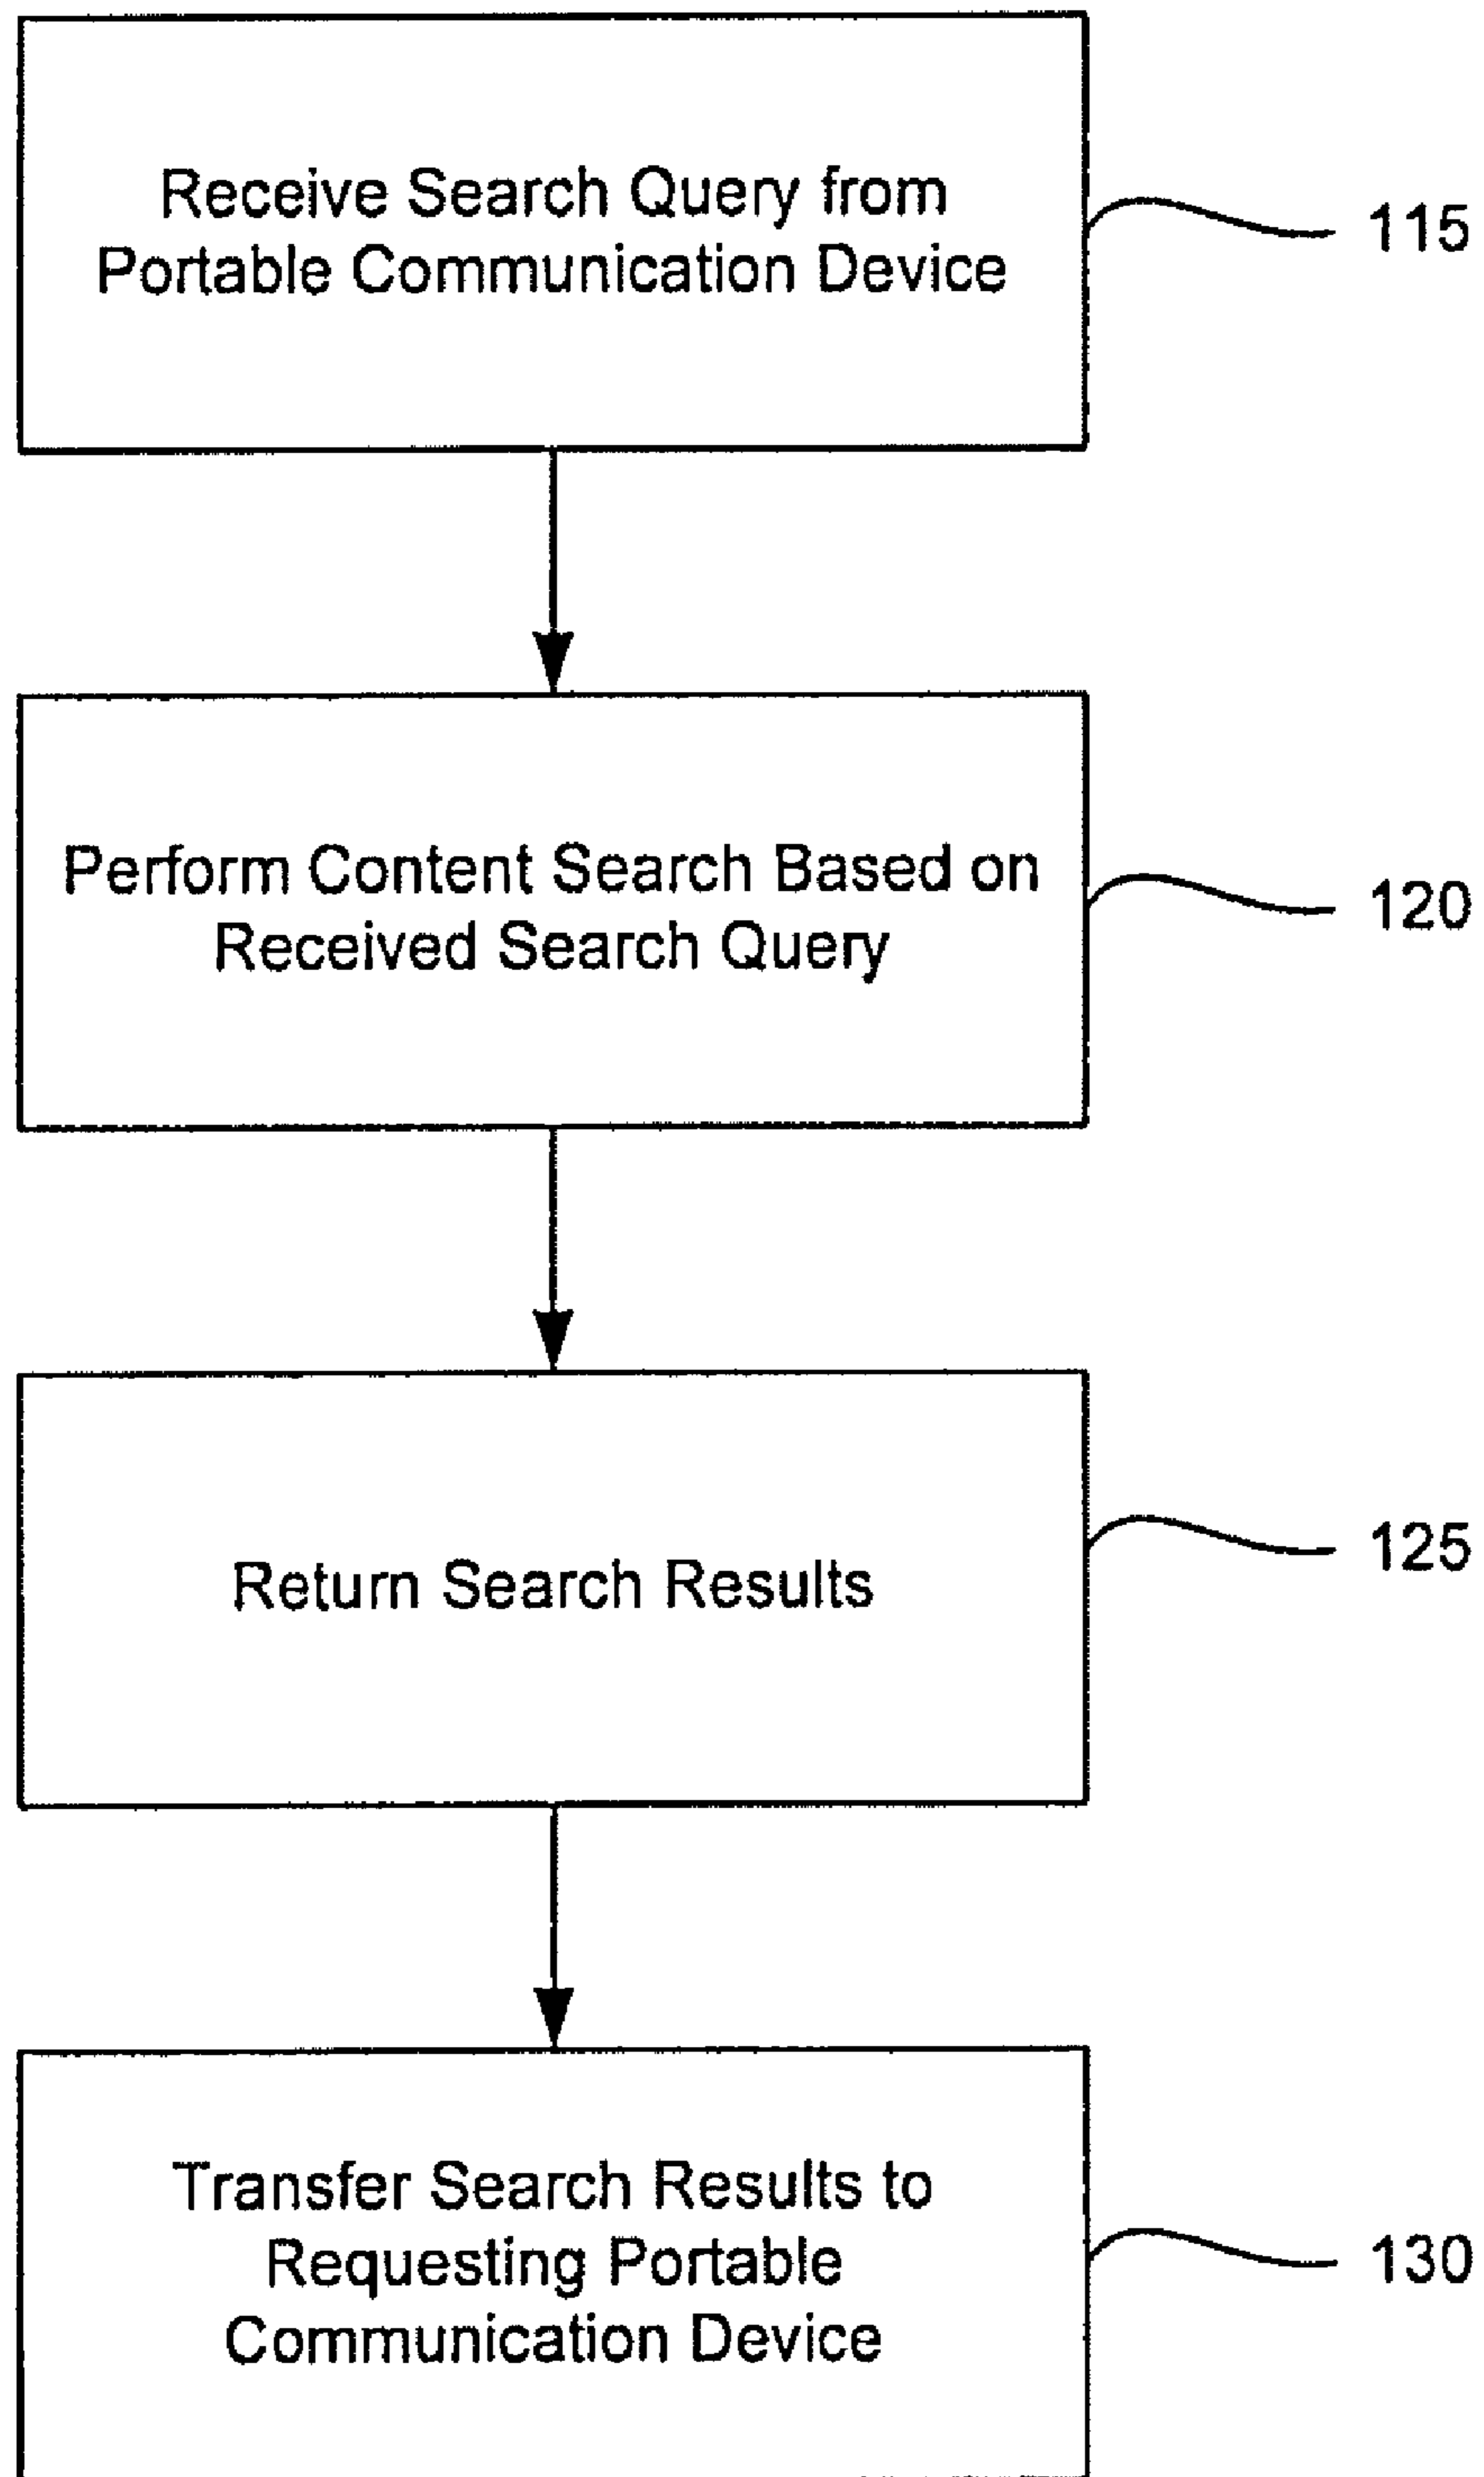 Receive Search Query from
Portable Communication Device
115
Perform Content Search Based on
Received Search Query
120
Return Search Results
125
Transfer Search Results to
Requesting Portable
Communication Device
130